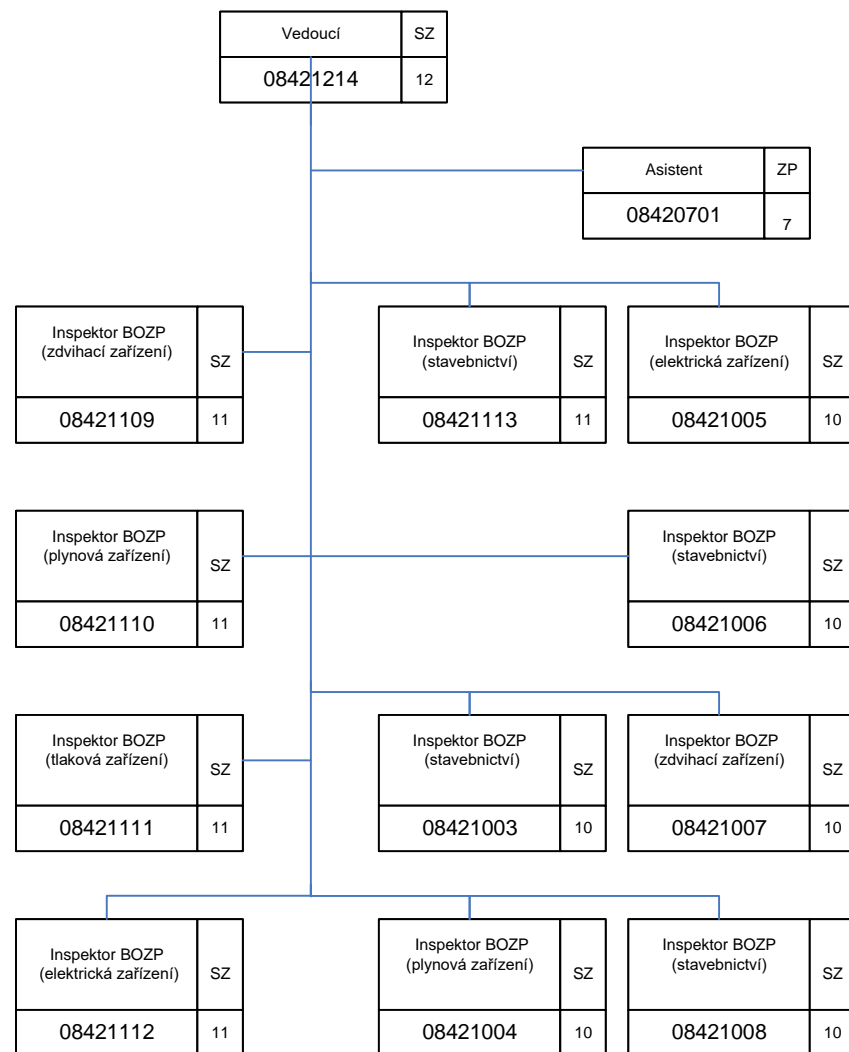 Vedoucí
SZ
08421214
12
Asistent
ZP
08420701
7
Inspektor BOZP
(zdvihací zařízení)
SZ
08421109
11
Inspektor BOZP
(stavebnictví)
SZ
08421113
11
Inspektor BOZP
(elektrická zařízení)
SZ
08421005
10
Inspektor BOZP
(plynová zařízení)
SZ
08421110
11
Inspektor BOZP
(stavebnictví)
SZ
08421006
10
Inspektor BOZP
(tlaková zařízení)
SZ
08421111
11
Inspektor BOZP
(stavebnictví)
SZ
08421003
10
Inspektor BOZP
(zdvihací zařízení)
SZ
08421007
10
Inspektor BOZP
(elektrická zařízení)
SZ
08421112
11
Inspektor BOZP
(plynová zařízení)
SZ
08421004
10
Inspektor BOZP
(stavebnictví)
SZ
08421008
10